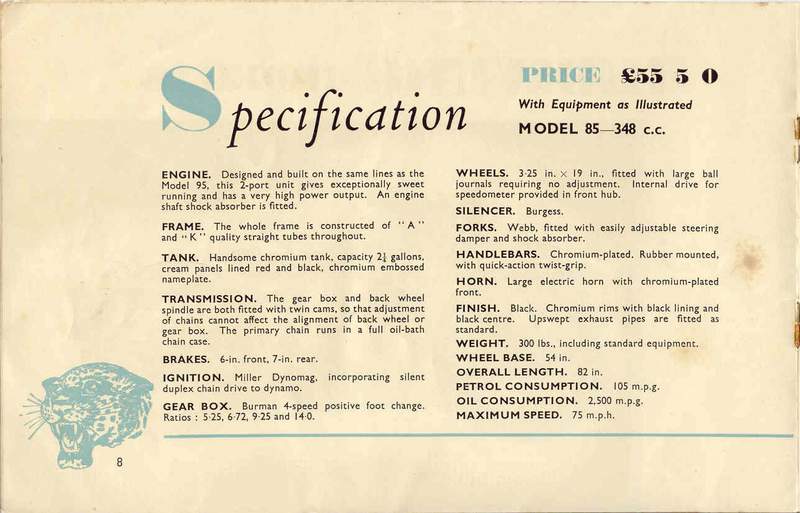 Specification
PRICE £55 5 0
With Equipment as Illustrated
MODEL 85—348 c.c.
ENGINE. Designed and built on the same lines as the
Model 95, this 2-port unit gives exceptionally sweet
running and has a very high power output. An engine
shaft shock absorber is fitted.
FRAME. The whole frame is constructed of "A"
and "K" quality straight tubes throughout.
TANK. Handsome chromium tank, capacity 2¼ gallons,
cream panels lined red and black, chromium embossed
nameplate.
TRANSMISSION. The gear box and back wheel
spindle are both fitted with twin cams, so that adjustment
of chains cannot affect the alignment of back wheel or
gear box. The primary chain runs in a full oil-bath
chain case.
BRAKES. 6-in. front, 7-in. rear.
IGNITION. Miller Dynomag, incorporating silent
duplex chain drive to dynamo.
GEAR BOX. Burman 4-speed positive foot change.
Ratios : 5·25, 6·72, 9·25 and 14·0.
WHEELS. 3·25 in. × 19 in., fitted with large ball
journals requiring no adjustment. Internal drive for
speedometer provided in front hub.
SILENCER. Burgess.
FORKS. Webb, fitted with easily adjustable steering
damper and shock absorber.
HANDLEBARS. Chromium-plated. Rubber mounted,
with quick-action twist-grip.
HORN. Large electric horn with chromium-plated
front.
FINISH. Black. Chromium rims with black lining and
black centre. Upswept exhaust pipes are fitted as
standard.
WEIGHT. 300 lbs., including standard equipment.
WHEEL BASE. 54 in.
OVERALL LENGTH. 82 in.
PETROL CONSUMPTION. 105 m.p.g.
OIL CONSUMPTION. 2,500 m.p.g.
MAXIMUM SPEED. 75 m.p.h.
8